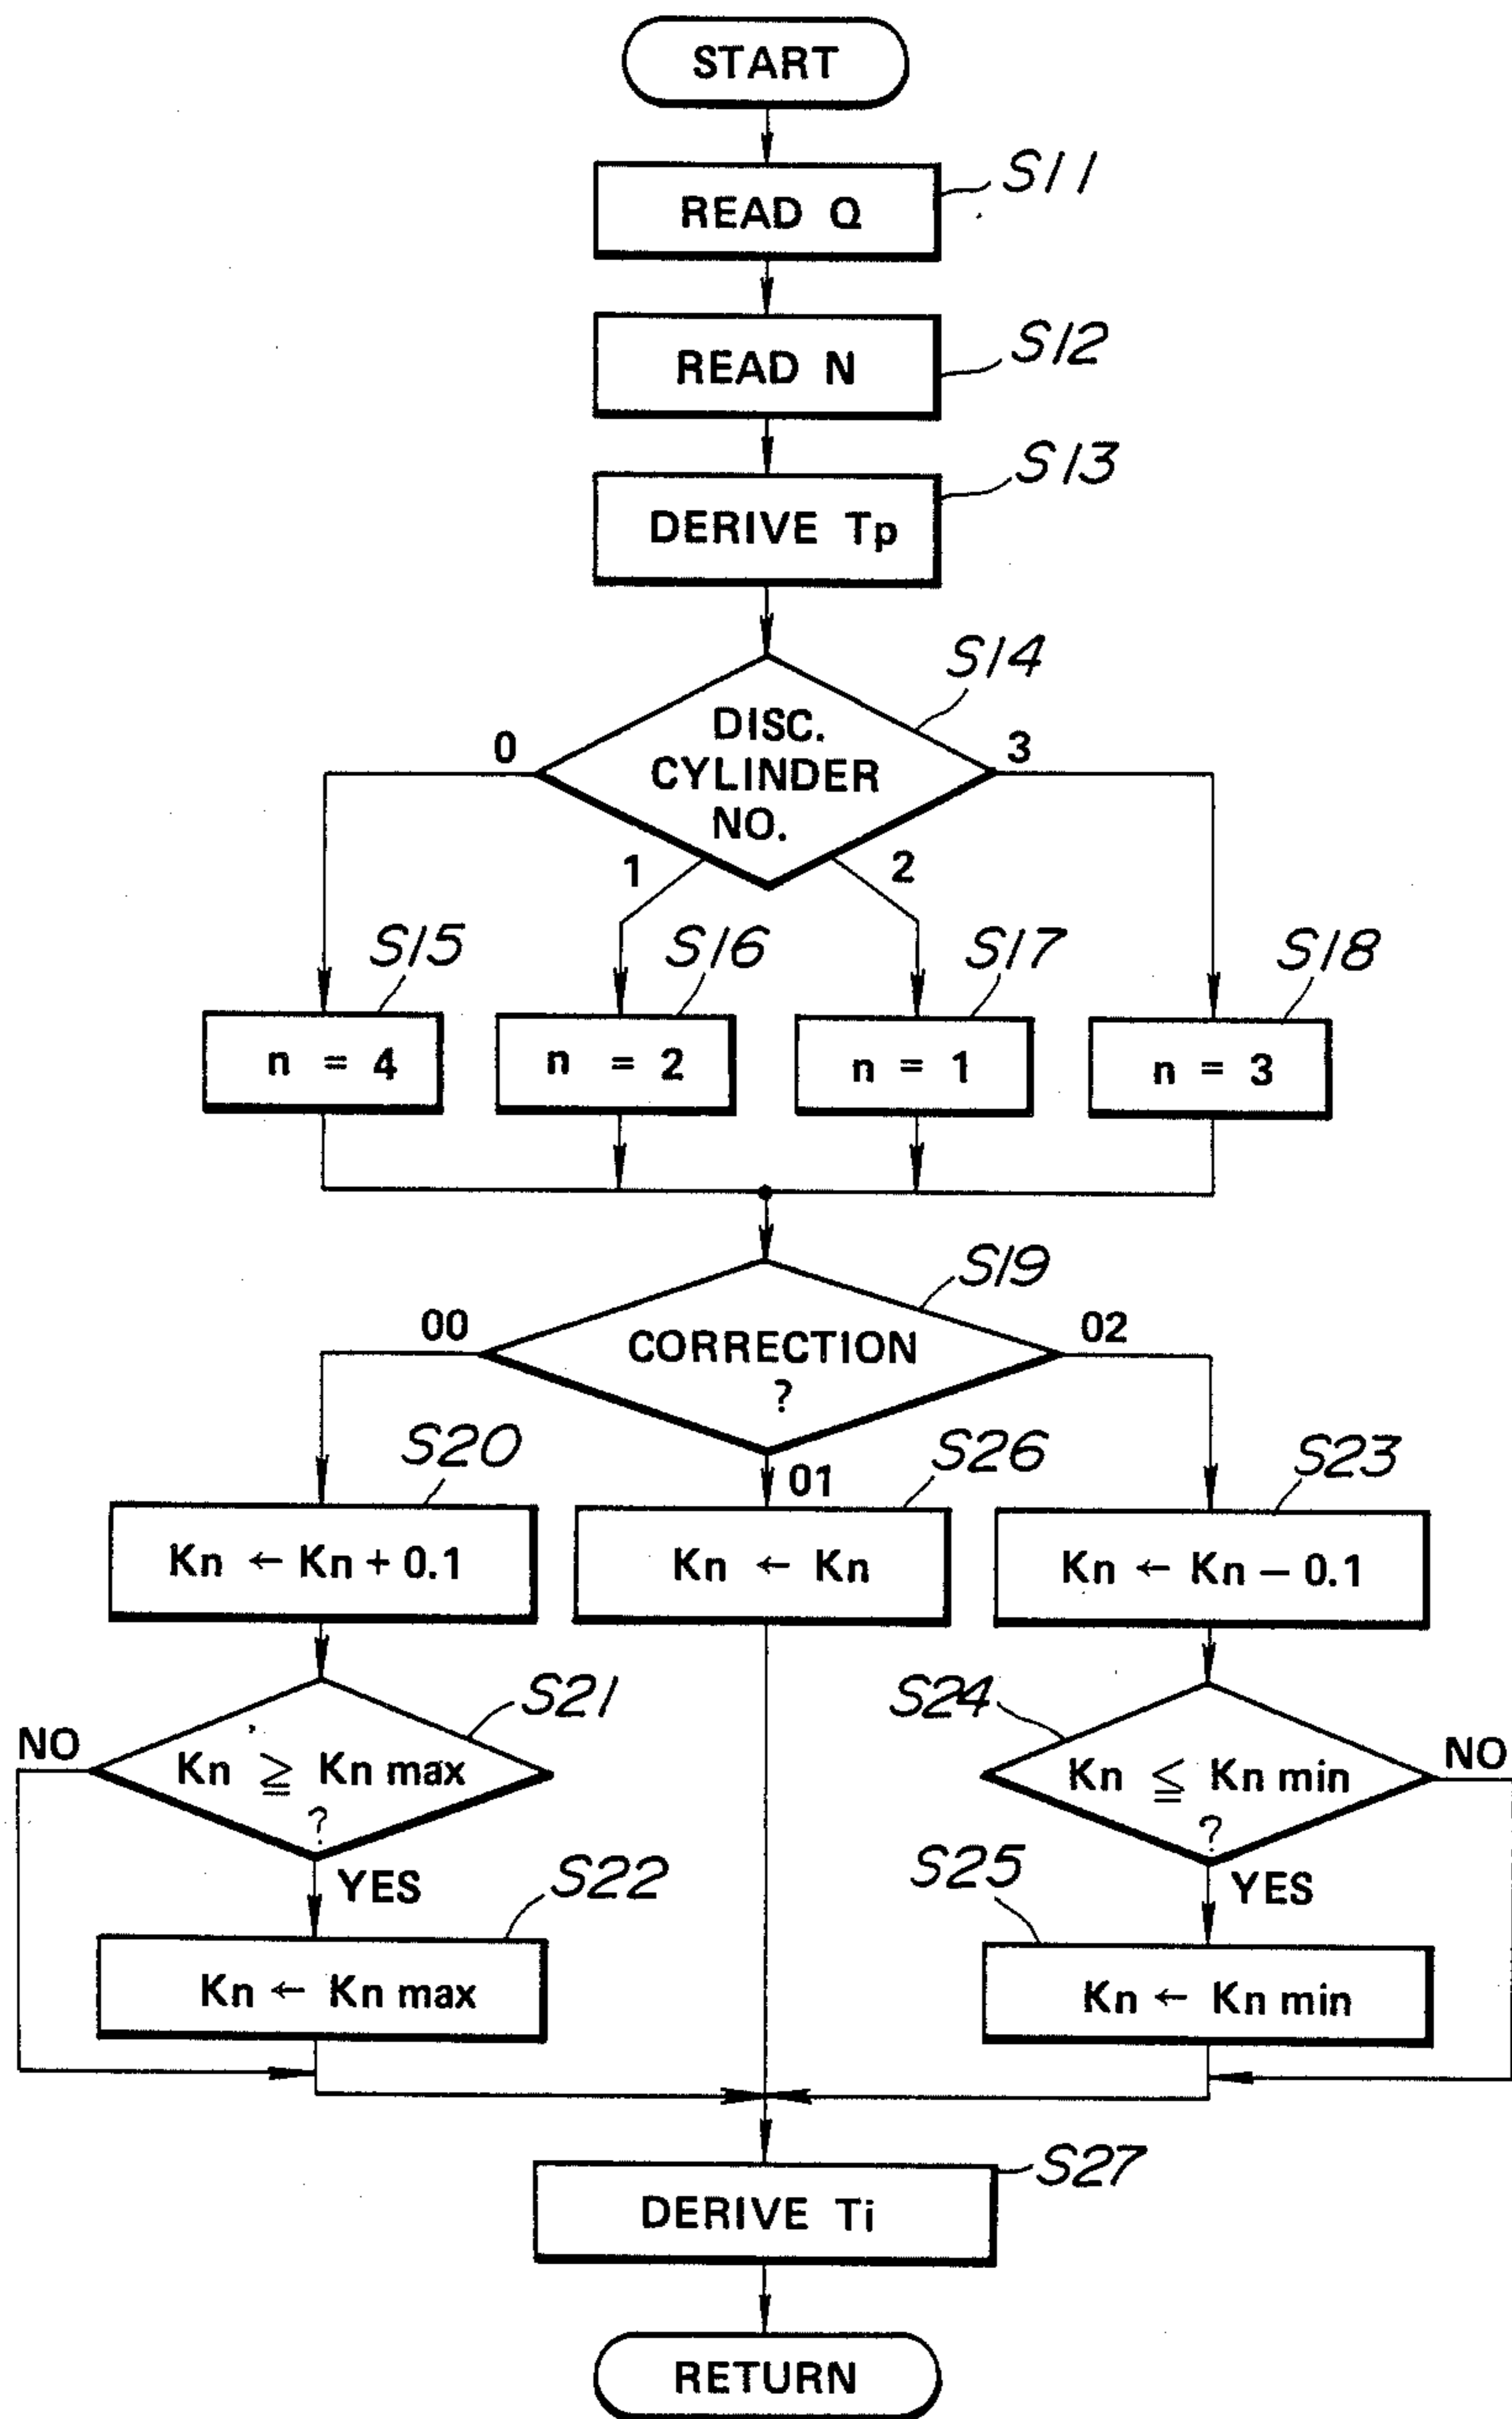 START
S11
READ Q
S12
READ N
S13
DERIVE Tp
S14
DISC.
CYLINDER
NO.
0
3
1
2
S15
S16
S17
S18
n = 4
n = 2
n = 1
n = 3
S19
00
02
CORRECTION
?
01
S20
S26
S23
Kn ← Kn + 0.1
Kn ← Kn
Kn ← Kn – 0.1
S21
S24
NO
Kn ≧ Kn max
?
Kn ≦ Kn min
?
NO
YES
S22
S25
YES
Kn ← Kn max
Kn ← Kn min
S27
DERIVE Ti
RETURN